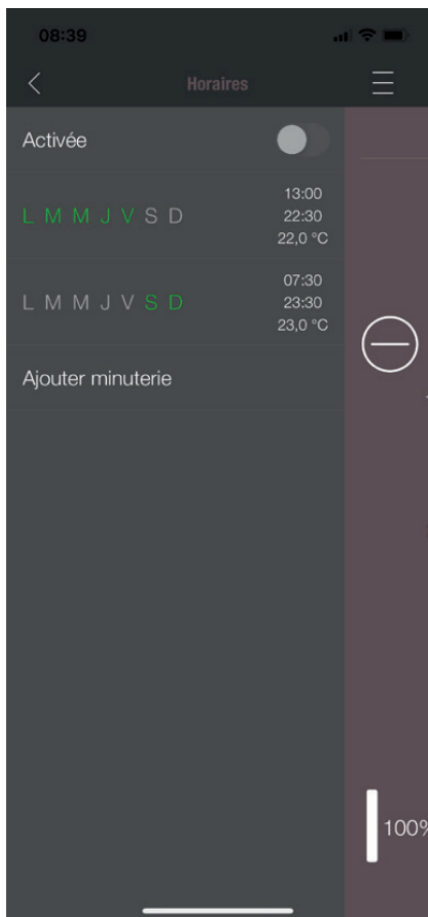 08:39
Horaires
Activée
L M M J V S D
13:00
22:30
22,0 °C
L M M J V S D
07:30
23:30
23,0 °C
Ajouter minuterie
100%